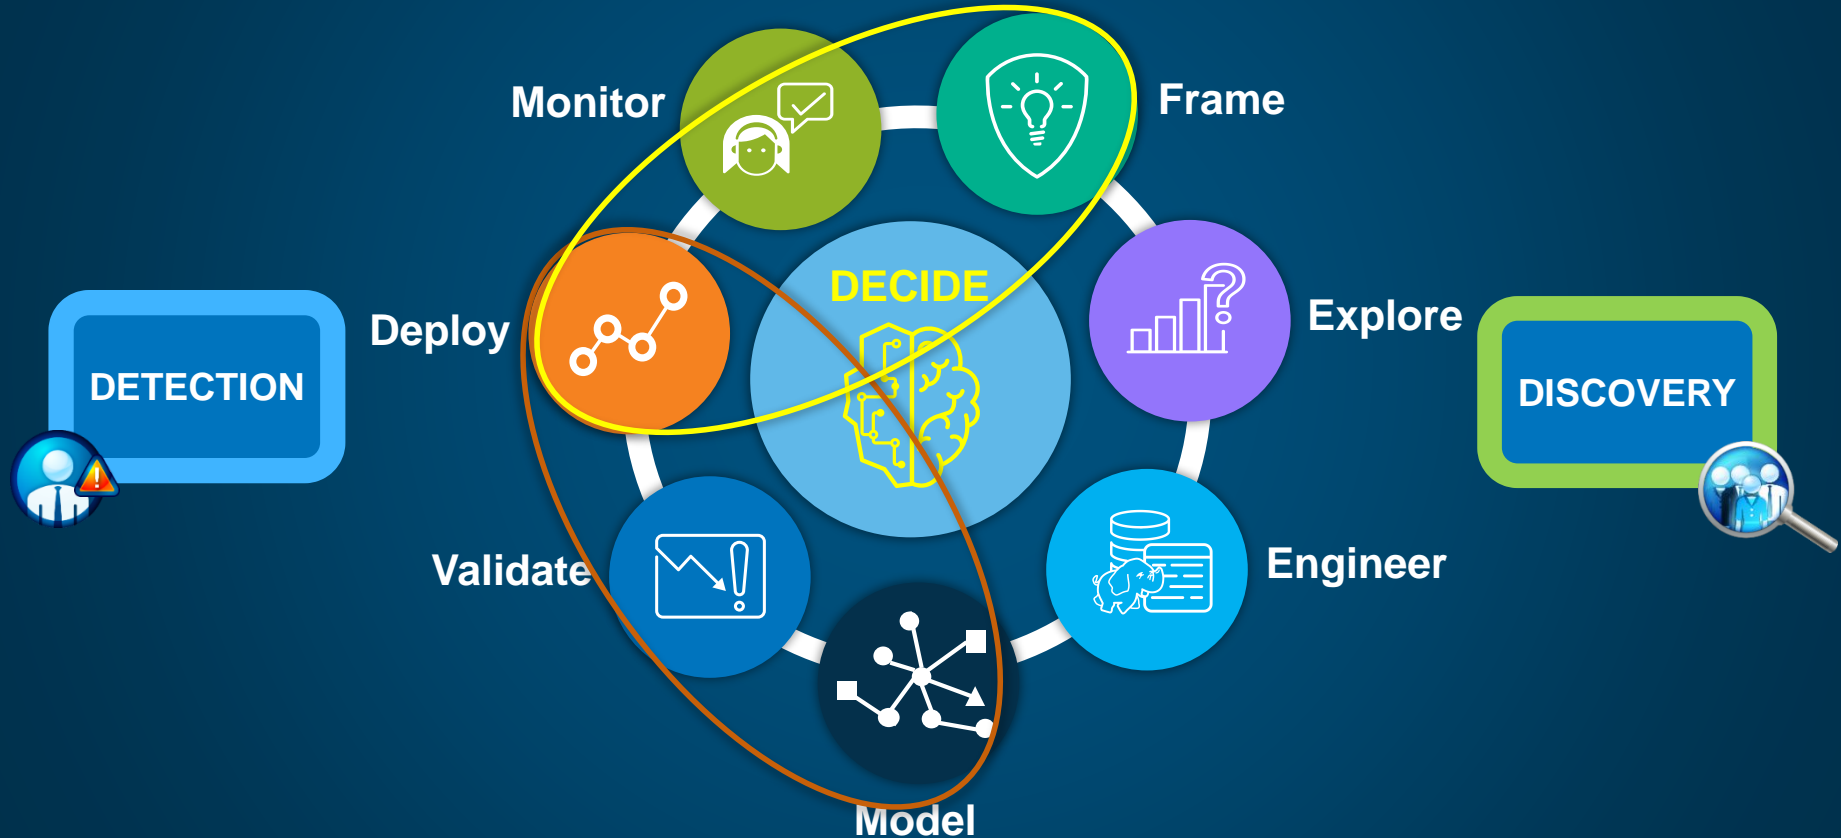 Monitor
Frame
DECIDE
Deploy
Explore
DETECTION
DISCOVERY
Validate
Engineer
Model